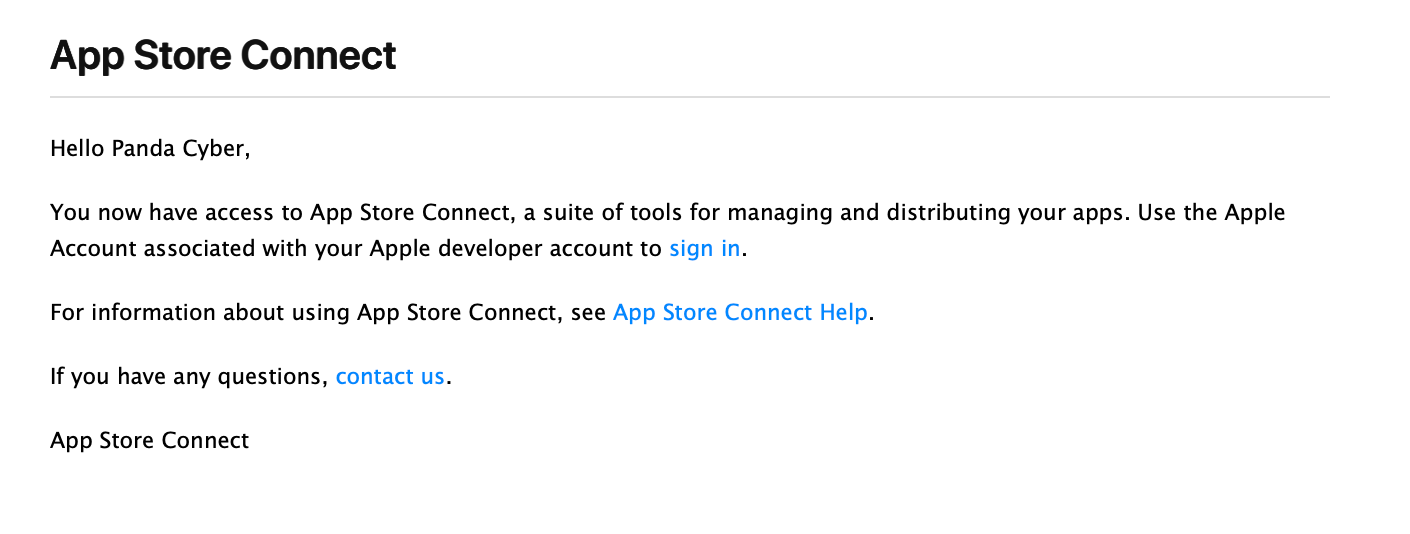 App Store Connect
Hello Panda Cyber,
You now have access to App Store Connect, a suite of tools for managing and distributing your apps. Use the Apple
Account associated with your Apple developer account to sign in.
For information about using App Store Connect, see App Store Connect Help.
If you have any questions, contact us.
App Store Connect